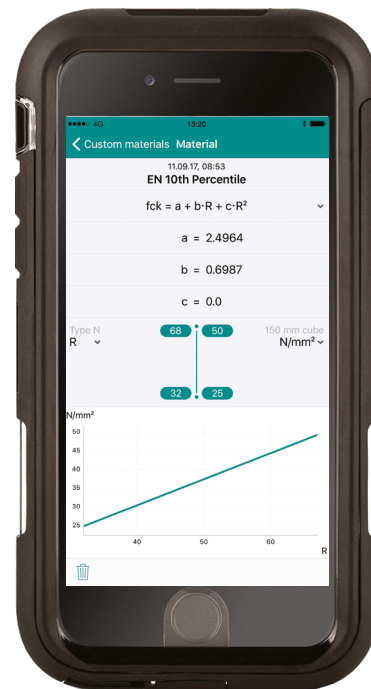 4G 13:20
Custom materials Material
11.09.17, 08:53
EN 10th Percentile
fck = a + b·R + c·R²
a = 2.4964
b = 0.6987
c = 0.0
Type N 68 50 150 mm cube
R N/mm²
32 25
N/mm²
50
45
40
35
30
25
40 50 60
R